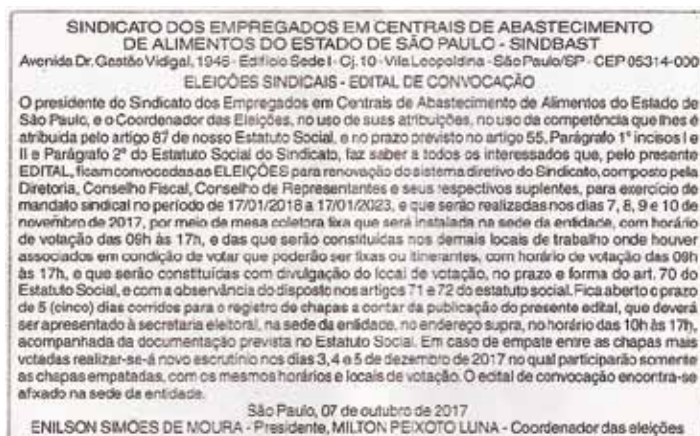 SINDICATO DOS EMPREGADOS EM CENTRAIS DE ABASTECIMENTO
DE ALIMENTOS DO ESTADO DE SÃO PAULO - SINDBAST
Avenida Dr. Gastão Vidigal, 1946 - Edifício Sede I - Cj. 10 - Vila Leopoldina - São Paulo/SP - CEP 05314-000
ELEIÇÕES SINDICAIS - EDITAL DE CONVOCAÇÃO
O presidente do Sindicato dos Empregados em Centrais de Abastecimento de Alimentos do Estado de
São Paulo, e o Coordenador das Eleições, no uso de suas atribuições, no uso da competência que lhes é
atribuída pelo artigo 87 de nosso Estatuto Social, e no prazo previsto no artigo 55, Parágrafo 1º incisos I e
II e Parágrafo 2º do Estatuto Social do Sindicato, faz saber a todos os interessados que, pelo presente
EDITAL, ficam convocadas as ELEIÇÕES para renovação do sistema diretivo do Sindicato, composto pela
Diretoria, Conselho Fiscal, Conselho de Representantes e seus respectivos suplentes, para exercício de
mandato sindical no período de 17/01/2018 a 17/01/2023, e que serão realizadas nos dias 7, 8, 9 e 10 de
novembro de 2017, por meio de mesa coletora fixa que será instalada na sede da entidade, com horário
de votação das 09h às 17h, e das que serão constituídas nos demais locais de trabalho onde houver
associados em condição de votar que poderão ser fixas ou itinerantes, com horário de votação das 09h
às 17h, e que serão constituídas com divulgação do local de votação, no prazo e forma do art. 70 do
Estatuto Social, e com a observância do disposto nos artigos 71 e 72 do estatuto social. Fica aberto o prazo
de 5 (cinco) dias corridos para o registro de chapas a contar da publicação do presente edital, que deverá
ser apresentado à secretaria eleitoral, na sede da entidade, no endereço supra, no horário das 10h às 17h,
acompanhada da documentação prevista no Estatuto Social. Em caso de empate entre as chapas mais
votadas realizar-se-á novo escrutínio nos dias 3, 4 e 5 de dezembro de 2017 no qual participarão somente
as chapas empatadas, com os mesmos horários e locais de votação. O edital de convocação encontra-se
afixado na sede da entidade.
São Paulo, 07 de outubro de 2017
ENILSON SIMÕES DE MOURA - Presidente, MILTON PEIXOTO LUNA - Coordenador das eleições